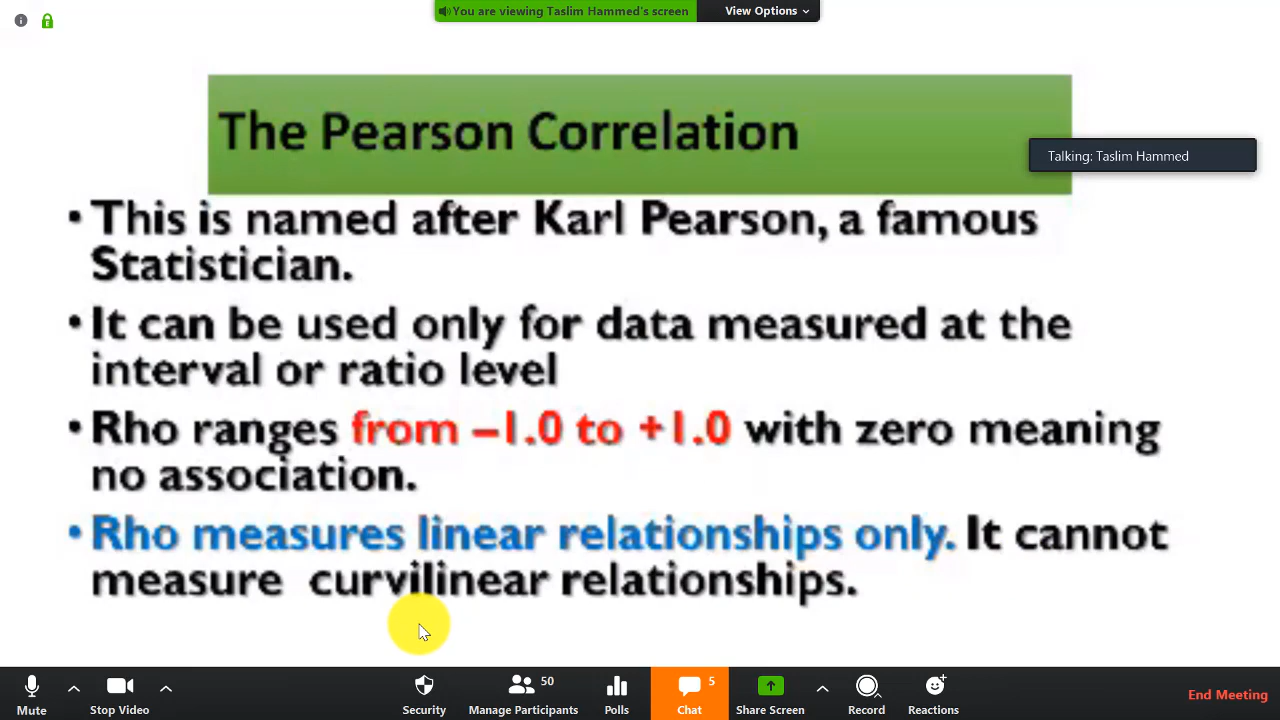 You are viewing Taslim Hammed's screen
View Options
The Pearson Correlation
Talking: Taslim Hammed
• This is named after Karl Pearson, a famous
Statistician.
• It can be used only for data measured at the
interval or ratio level
• Rho ranges from –1.0 to +1.0 with zero meaning
no association.
• Rho measures linear relationships only. It cannot
measure curvilinear relationships.
50
5
Mute
Stop Video
Security
Manage Participants
Polls
Chat
Share Screen
Record
Reactions
End Meeting